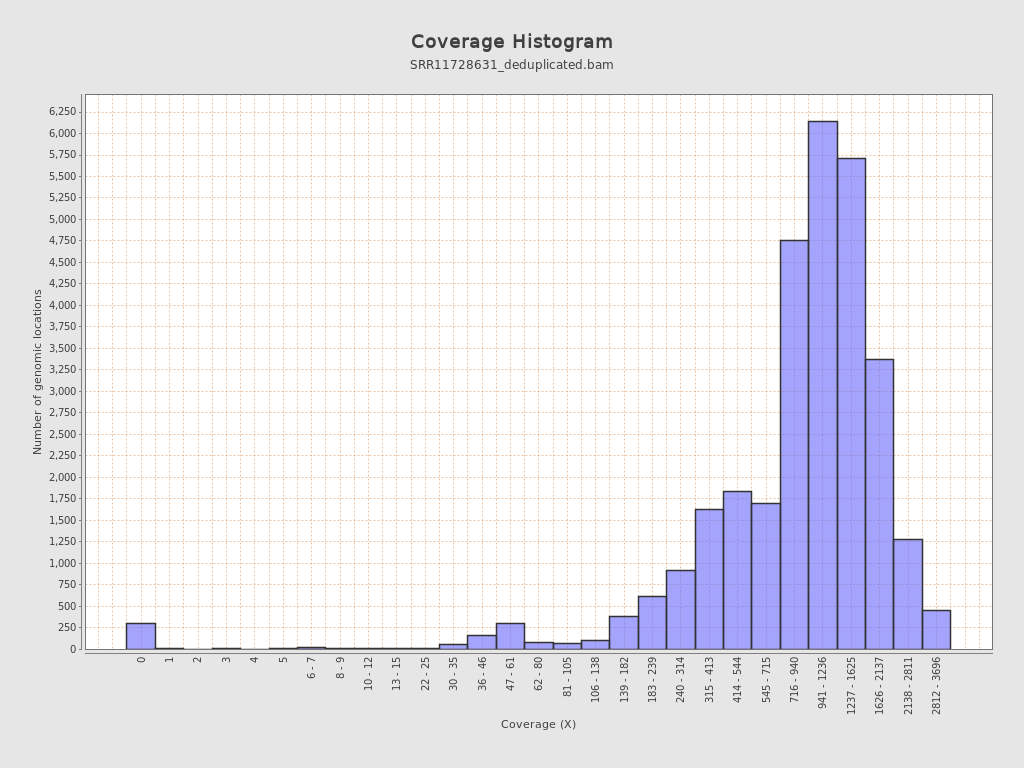 Coverage Histogram
SRR11728631_deduplicated.bam
Number of genomic locations
6,250
6,000
5,750
5,500
5,250
5,000
4,750
4,500
4,250
4,000
3,750
3,500
3,250
3,000
2,750
2,500
2,250
2,000
1,750
1,500
1,250
1,000
750
500
250
0
0
1
2
3
4
5
6 - 7
8 - 9
10 - 12
13 - 15
22 - 25
30 - 35
36 - 46
47 - 61
62 - 80
81 - 105
106 - 138
139 - 182
183 - 239
240 - 314
315 - 413
414 - 544
545 - 715
716 - 940
941 - 1236
1237 - 1625
1626 - 2137
2138 - 2811
2812 - 3696
Coverage (X)